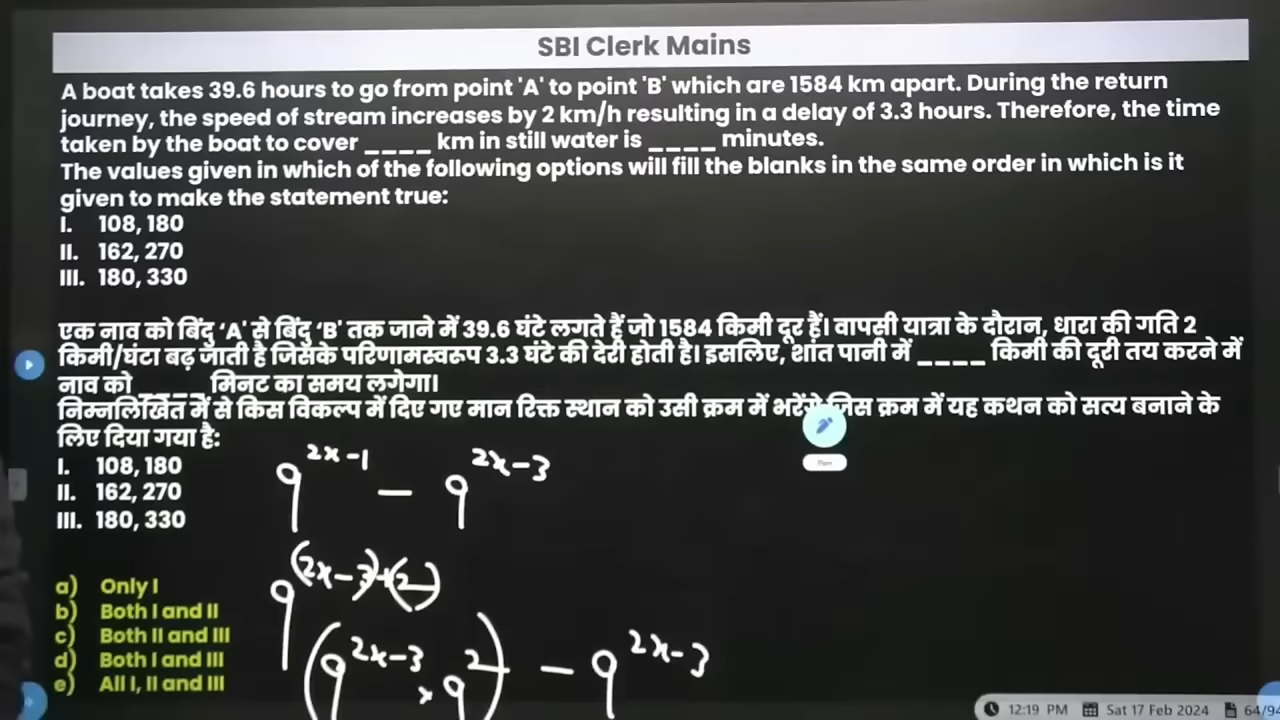 SBI Clerk Mains
A boat takes 39.6 hours to go from point 'A' to point 'B' which are 1584 km apart. During the return
journey, the speed of stream increases by 2 km/h resulting in a delay of 3.3 hours. Therefore, the time
taken by the boat to cover ____ km in still water is ____ minutes.
The values given in which of the following options will fill the blanks in the same order in which is it
given to make the statement true:
I. 108, 180
II. 162, 270
III. 180, 330
एक नाव को बिंदु ‘A' से बिंदु ‘B' तक जाने में 39.6 घंटे लगते हैं जो 1584 किमी दूर हैं। वापसी यात्रा के दौरान, धारा की गति 2
किमी/घंटा बढ़ जाती है जिसके परिणामस्वरूप 3.3 घंटे की देरी होती है। इसलिए, शांत पानी में ____ किमी की दूरी तय करने में
नाव को ____ मिनट का समय लगेगा।
निम्नलिखित में से किस विकल्प में दिए गए मान रिक्त स्थान को उसी क्रम में भरेंगे जिस क्रम में यह कथन को सत्य बनाने के
लिए दिया गया है:
I. 108, 180
II. 162, 270
III. 180, 330
9^{2x-1} - 9^{2x-3}
9^{(2x-3)+(2)}
(9^{2x-3} × 9^2) - 9^{2x-3}
a) Only I
b) Both I and II
c) Both II and III
d) Both I and III
e) All I, II and III
12:19 PM Sat 17 Feb 2024 64/94